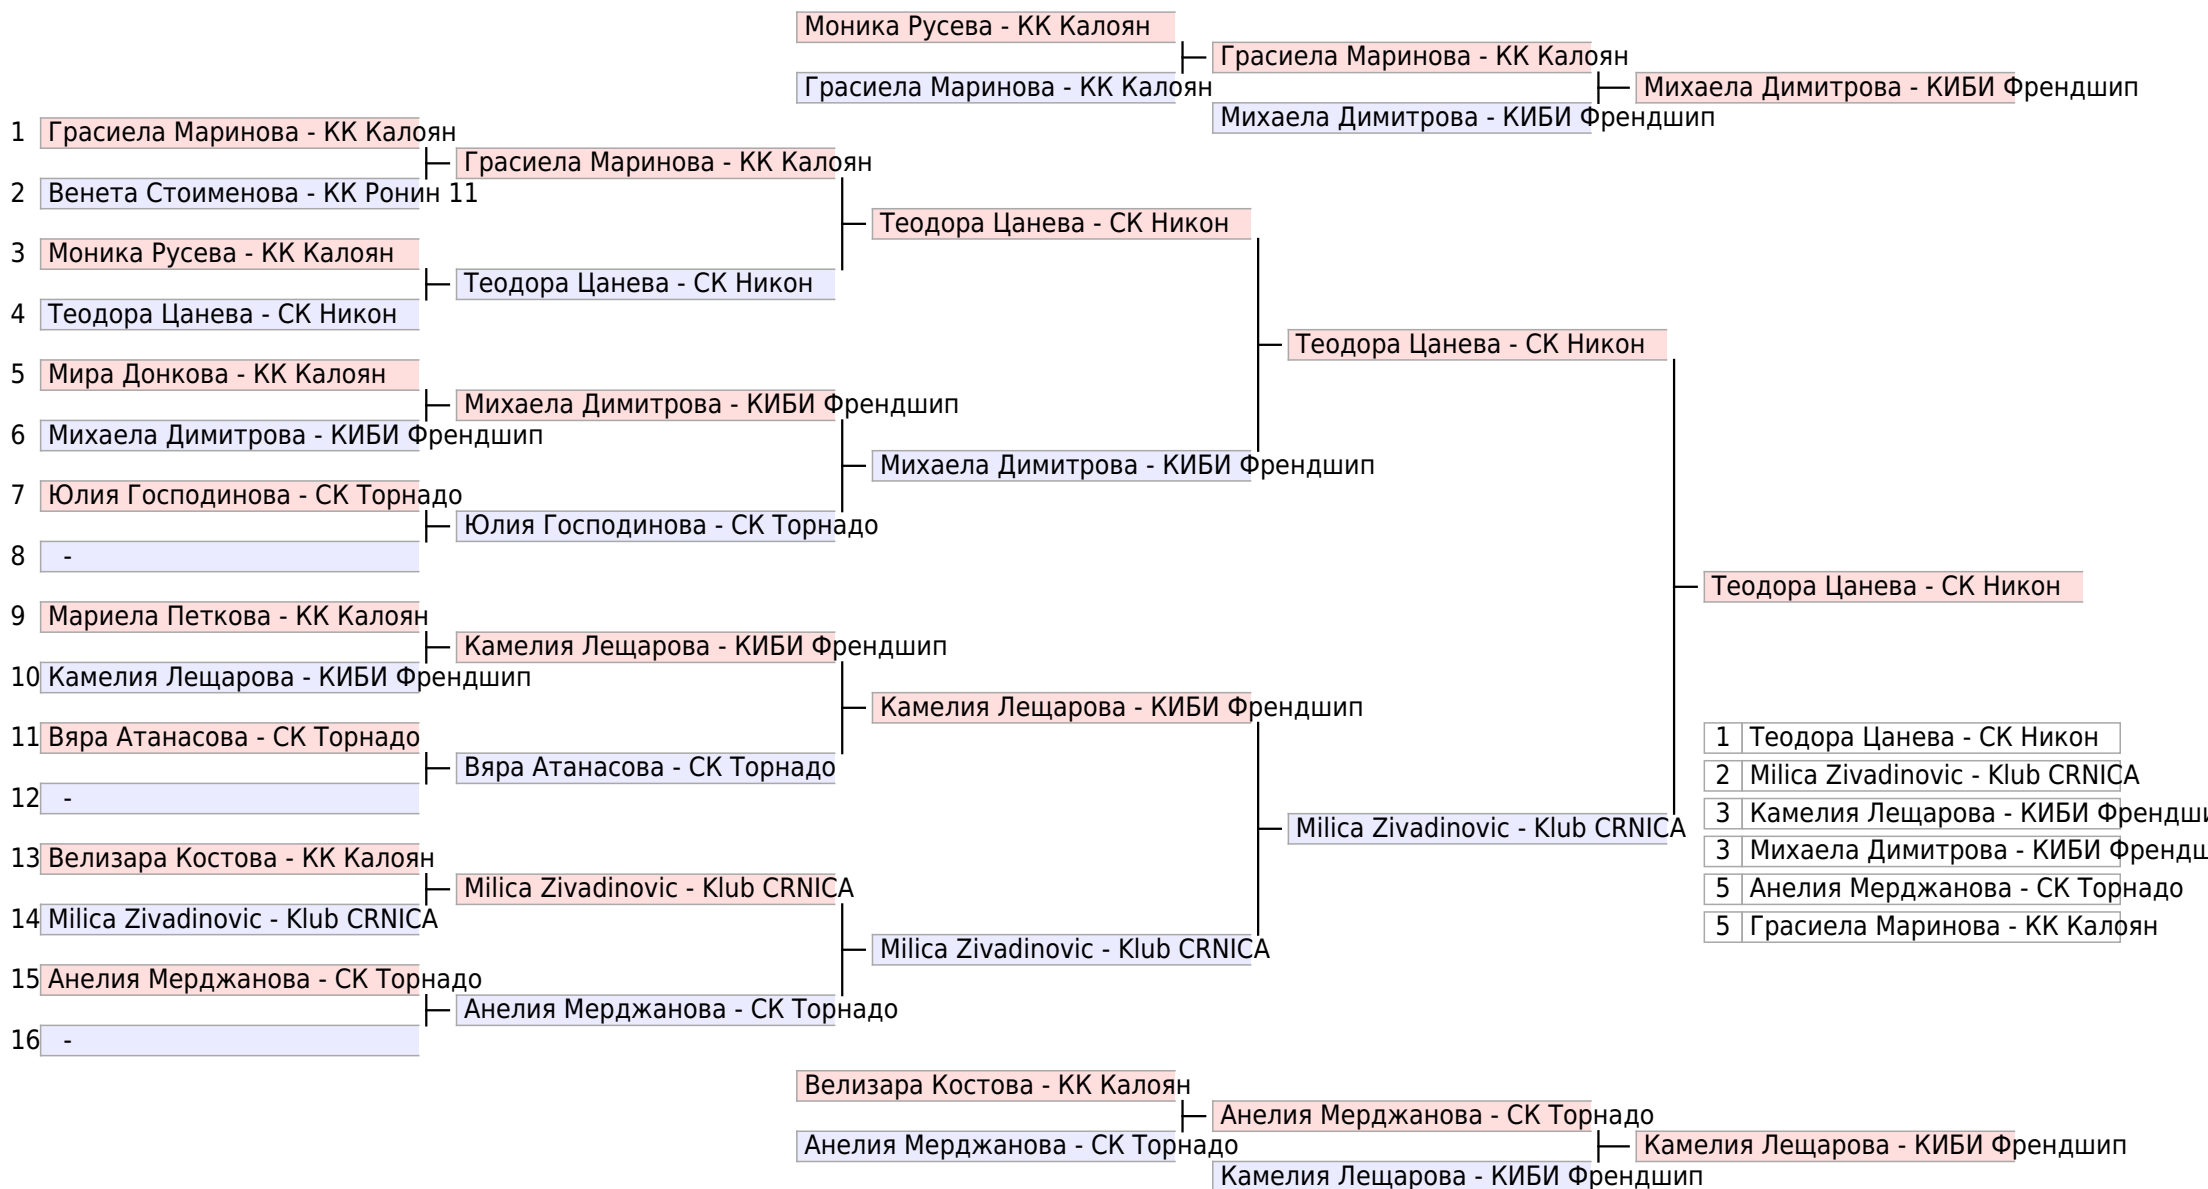 Моника Русева - КК Калоян
Грасиела Маринова - КК Калоян
Грасиела Маринова - КК Калоян
Михаела Димитрова - КИБИ Френдшип
Михаела Димитрова - КИБИ Френдшип
1 Грасиела Маринова - КК Калоян
Грасиела Маринова - КК Калоян
2 Венета Стоименова - КК Ронин 11
Теодора Цанева - СК Никон
3 Моника Русева - КК Калоян
Теодора Цанева - СК Никон
4 Теодора Цанева - СК Никон
Теодора Цанева - СК Никон
5 Мира Донкова - КК Калоян
Михаела Димитрова - КИБИ Френдшип
6 Михаела Димитрова - КИБИ Френдшип
Михаела Димитрова - КИБИ Френдшип
7 Юлия Господинова - СК Торнадо
Юлия Господинова - СК Торнадо
8 -
Теодора Цанева - СК Никон
9 Мариела Петкова - КК Калоян
Камелия Лещарова - КИБИ Френдшип
10 Камелия Лещарова - КИБИ Френдшип
Камелия Лещарова - КИБИ Френдшип
11 Вяра Атанасова - СК Торнадо
Вяра Атанасова - СК Торнадо
12 -
Milica Zivadinovic - Klub CRNICA
13 Велизара Костова - КК Калоян
Milica Zivadinovic - Klub CRNICA
14 Milica Zivadinovic - Klub CRNICA
Milica Zivadinovic - Klub CRNICA
15 Анелия Мерджанова - СК Торнадо
Анелия Мерджанова - СК Торнадо
16 -
1 Теодора Цанева - СК Никон
2 Milica Zivadinovic - Klub CRNICA
3 Камелия Лещарова - КИБИ
3 Михаела Димитрова - КИБИ
5 Анелия Мерджанова - СК Торнадо
5 Грасиела Маринова - КК Калоян
Велизара Костова - КК Калоян
Анелия Мерджанова - СК Торнадо
Анелия Мерджанова - СК Торнадо
Камелия Лещарова - КИБИ Френдшип
Камелия Лещарова - КИБИ Френдшип